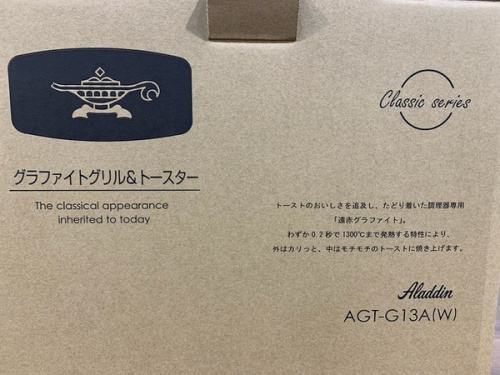 Classic series
グラファイトグリル&トースター
The classical appearance
inherited to today
トーストのおいしさを追及し、たどり着いた調理器専用
「遠赤グラファイト」。
わずか0.2秒で1300℃まで発熱する特性により、
外はカリっと、中はモチモチのトーストに焼き上げます。
Aladdin
AGT-G13A(W)